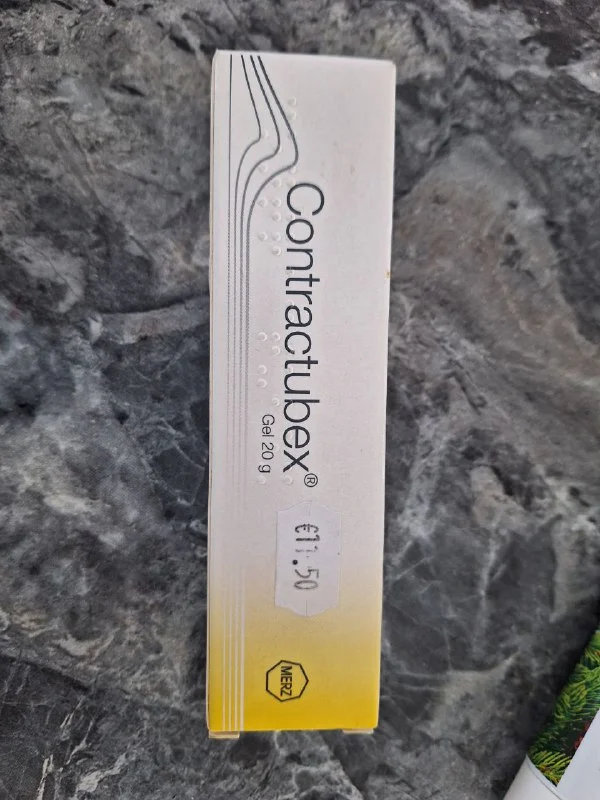 Contractubex®
Gel 20 g
€11.50
MERZ